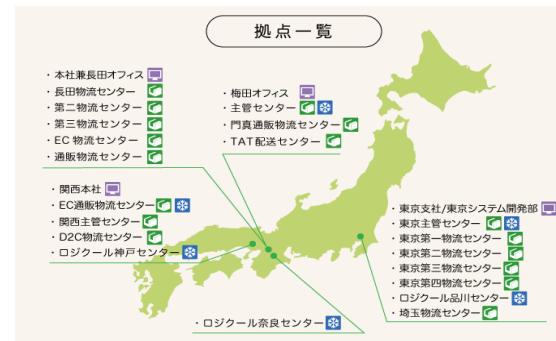 拠点一覧
・本社兼長田オフィス
・長田物流センター
・第二物流センター
・第三物流センター
・EC物流センター
・通販物流センター
・梅田オフィス
・主管センター
・門真通販物流センター
・TAT配送センター
・関西本社
・EC通販物流センター
・関西主管センター
・D2C物流センター
・ロジクール神戸センター
・東京支社/東京システム開発部
・東京主管センター
・東京第一物流センター
・東京第二物流センター
・東京第三物流センター
・東京第四物流センター
・ロジクール品川センター
・埼玉物流センター
・ロジクール奈良センター